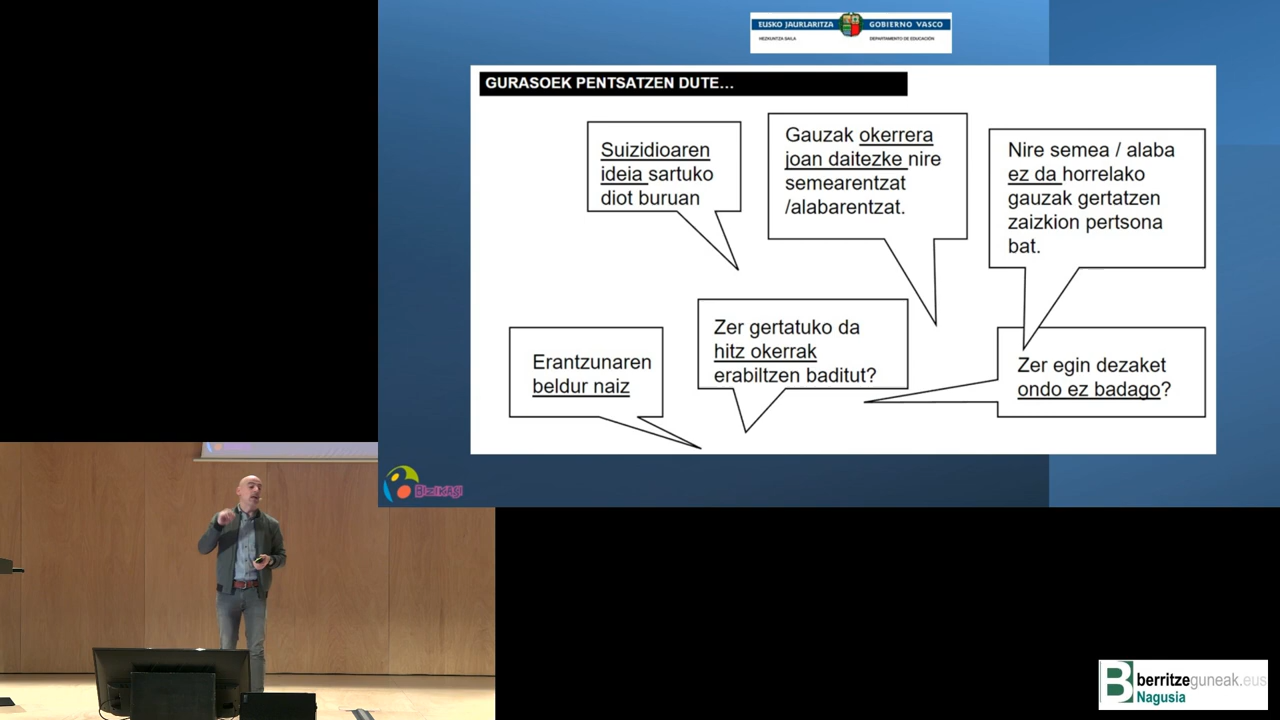 EUSKO JAURLARITZA GOBIERNO VASCO
HEZKUNTZA SAILA DEPARTAMENTO DE EDUCACIÓN
GURASOEK PENTSATZEN DUTE...
Suizidioaren
ideia sartuko
diot buruan
Gauzak okerrera
joan daitezke nire
semearentzat
/alabarentzat.
Nire semea / alaba
ez da horrelako
gauzak gertatzen
zaizkion pertsona
bat.
Erantzunaren
beldur naiz
Zer gertatuko da
hitz okerrak
erabiltzen baditut?
Zer egin dezaket
ondo ez badago?
Bizikasi
berritzeguneak.eus
Nagusia